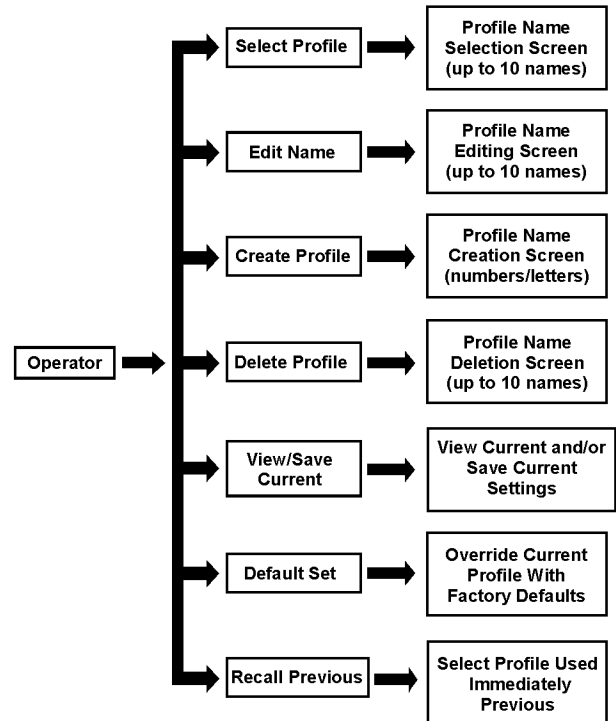 Operator
Select Profile
Profile Name
Selection Screen
(up to 10 names)
Edit Name
Profile Name
Editing Screen
(up to 10 names)
Create Profile
Profile Name
Creation Screen
(numbers/letters)
Delete Profile
Profile Name
Deletion Screen
(up to 10 names)
View/Save
Current
View Current and/or
Save Current
Settings
Default Set
Override Current
Profile With
Factory Defaults
Recall Previous
Select Profile Used
Immediately
Previous